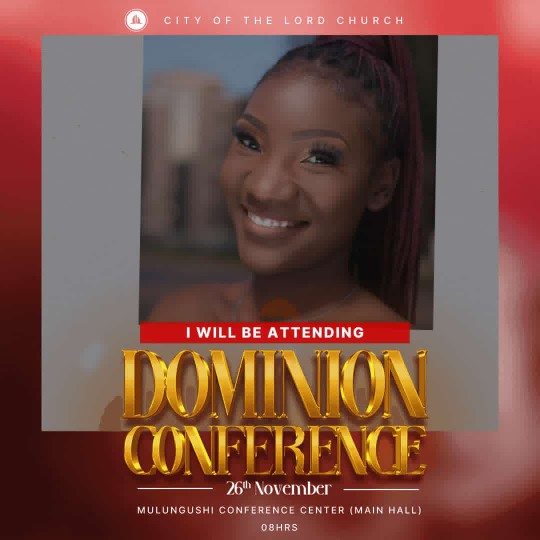 CITY OF THE LORD CHURCH
I WILL BE ATTENDING
DOMINION
CONFERENCE
26th November
MULUNGUSHI CONFERENCE CENTER (MAIN HALL)
08HRS